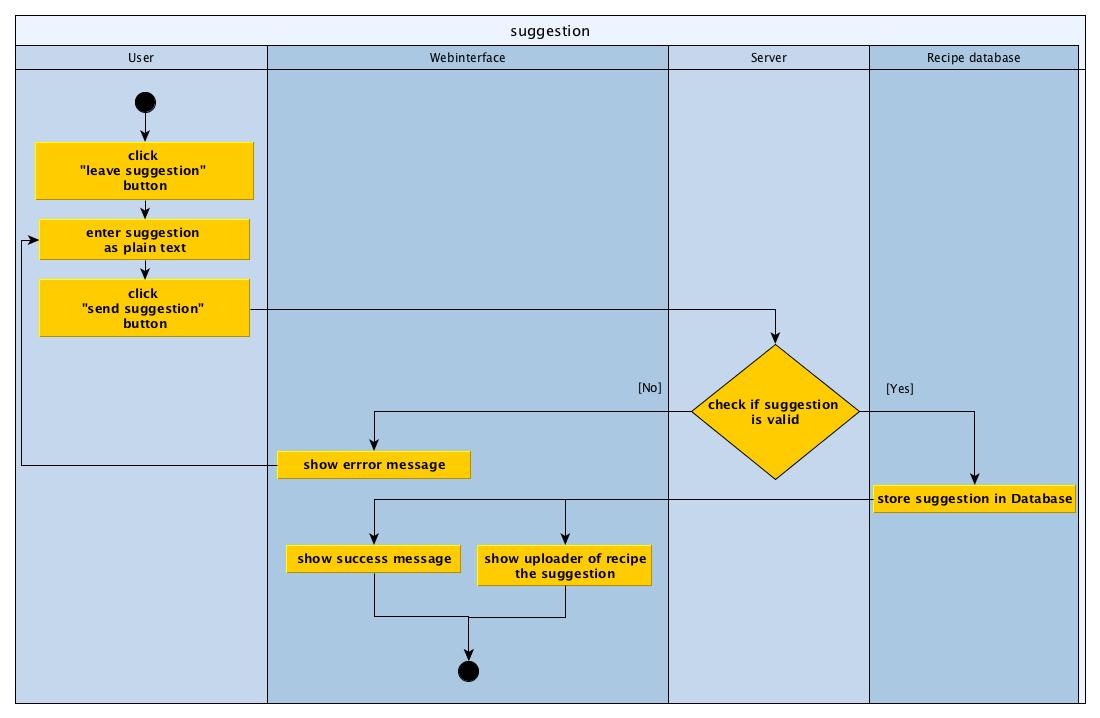 suggestion
User
Webinterface
Server
Recipe database
click
"leave suggestion"
button
enter suggestion
as plain text
click
"send suggestion"
button
[No]
[Yes]
check if suggestion
is valid
show errror message
store suggestion in Database
show success message
show uploader of recipe
the suggestion